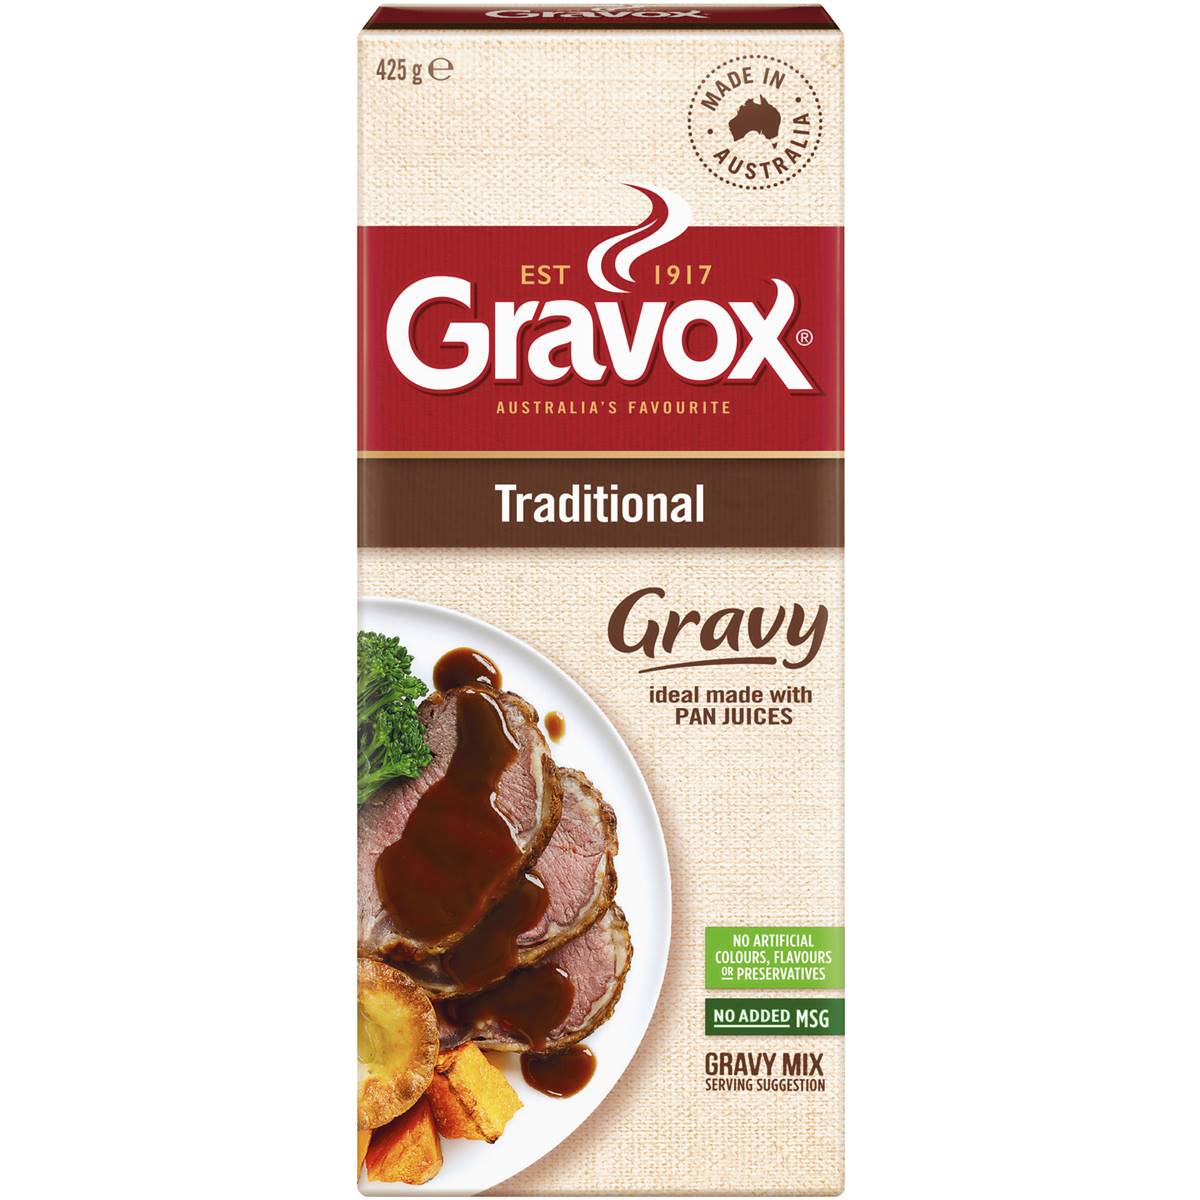 Gravox
425 g e
MADE IN
AUSTRALIA
EST 1917
Gravox®
AUSTRALIA'S FAVOURITE
Traditional
Gravy
ideal made with
PAN JUICES
NO ARTIFICIAL
COLOURS, FLAVOURS
OR PRESERVATIVES
NO ADDED MSG
GRAVY MIX
SERVING SUGGESTION